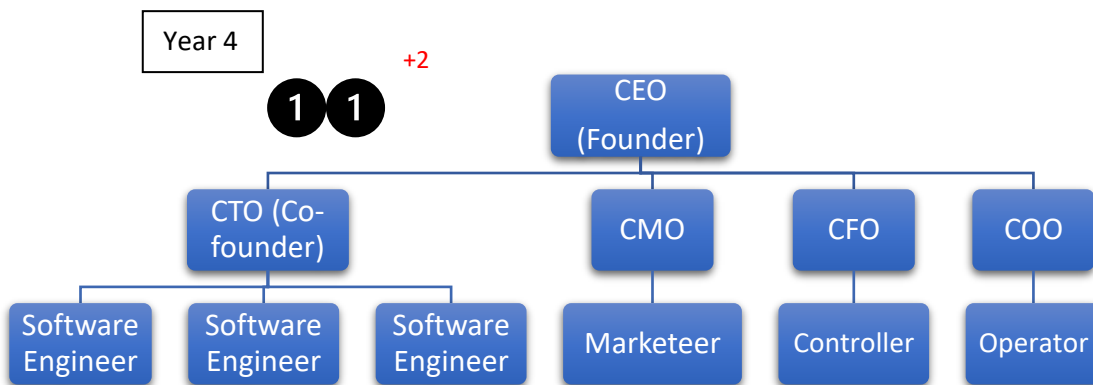 Year 4
+2
1 1
CEO
(Founder)
CTO (Co-
founder)
CMO
CFO
COO
Software
Engineer
Software
Engineer
Software
Engineer
Marketeer
Controller
Operator